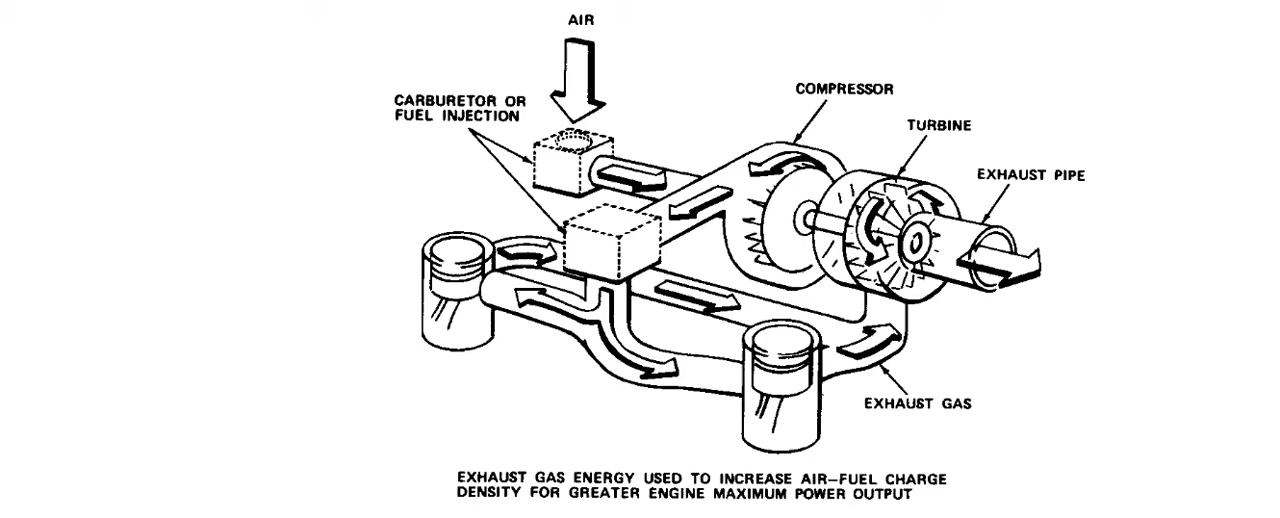 AIR
CARBURETOR OR
FUEL INJECTION
COMPRESSOR
TURBINE
EXHAUST PIPE
EXHAUST GAS
EXHAUST GAS ENERGY USED TO INCREASE AIR–FUEL CHARGE
DENSITY FOR GREATER ENGINE MAXIMUM POWER OUTPUT